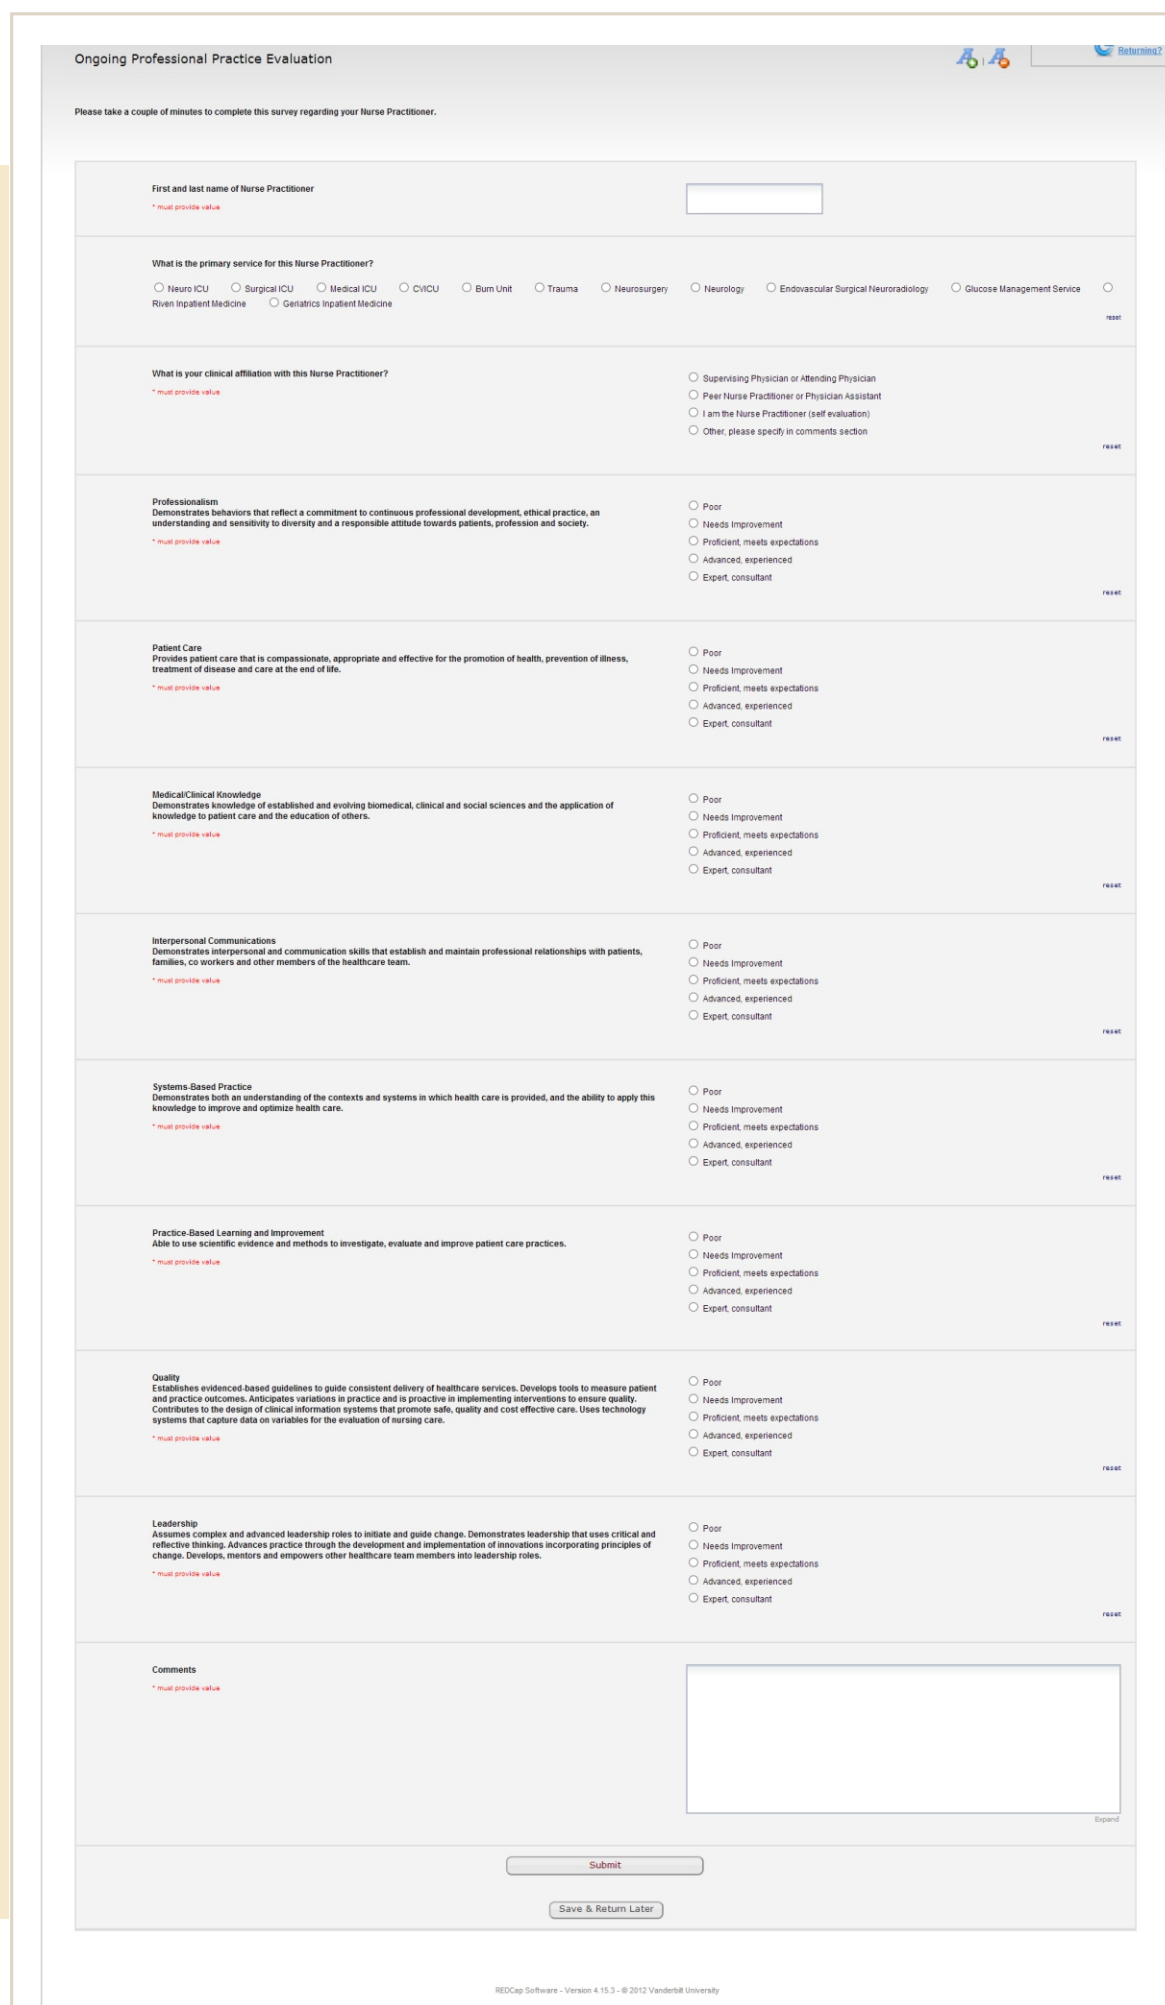 Ongoing Professional Practice Evaluation
Returning?
Please take a couple of minutes to complete this survey regarding your Nurse Practitioner.
First and last name of Nurse Practitioner
* must provide value
What is the primary service for this Nurse Practitioner?
Neuro ICU Surgical ICU Medical ICU CVICU Burn Unit Trauma Neurosurgery Neurology Endovascular Surgical Neuroradiology Glucose Management Service
Riven Inpatient Medicine Geriatrics Inpatient Medicine
reset
What is your clinical affiliation with this Nurse Practitioner?
* must provide value
Supervising Physician or Attending Physician
Peer Nurse Practitioner or Physician Assistant
I am the Nurse Practitioner (self evaluation)
Other, please specify in comments section
reset
Professionalism
Demonstrates behaviors that reflect a commitment to continuous professional development, ethical practice, an
understanding and sensitivity to diversity and a responsible attitude towards patients, profession and society.
* must provide value
Poor
Needs Improvement
Proficient, meets expectations
Advanced, experienced
Expert, consultant
reset
Patient Care
Provides patient care that is compassionate, appropriate and effective for the promotion of health, prevention of illness,
treatment of disease and care at the end of life.
* must provide value
Poor
Needs Improvement
Proficient, meets expectations
Advanced, experienced
Expert, consultant
reset
Medical/Clinical Knowledge
Demonstrates knowledge of established and evolving biomedical, clinical and social sciences and the application of
knowledge to patient care and the education of others.
* must provide value
Poor
Needs Improvement
Proficient, meets expectations
Advanced, experienced
Expert, consultant
reset
Interpersonal Communications
Demonstrates interpersonal and communication skills that establish and maintain professional relationships with patients,
families, co workers and other members of the healthcare team.
* must provide value
Poor
Needs Improvement
Proficient, meets expectations
Advanced, experienced
Expert, consultant
reset
Systems-Based Practice
Demonstrates both an understanding of the contexts and systems in which health care is provided, and the ability to apply this
knowledge to improve and optimize health care.
* must provide value
Poor
Needs Improvement
Proficient, meets expectations
Advanced, experienced
Expert, consultant
reset
Practice-Based Learning and Improvement
Able to use scientific evidence and methods to investigate, evaluate and improve patient care practices.
* must provide value
Poor
Needs Improvement
Proficient, meets expectations
Advanced, experienced
Expert, consultant
reset
Quality
Establishes evidenced-based guidelines to guide consistent delivery of healthcare services. Develops tools to measure patient
and practice outcomes. Anticipates variations in practice and is proactive in implementing interventions to ensure quality.
Contributes to the design of clinical information systems that promote safe, quality and cost effective care. Uses technology
systems that capture data on variables for the evaluation of nursing care.
* must provide value
Poor
Needs Improvement
Proficient, meets expectations
Advanced, experienced
Expert, consultant
reset
Leadership
Assumes complex and advanced leadership roles to initiate and guide change. Demonstrates leadership that uses critical and
reflective thinking. Advances practice through the development and implementation of innovations incorporating principles of
change. Develops, mentors and empowers other healthcare team members into leadership roles.
* must provide value
Poor
Needs Improvement
Proficient, meets expectations
Advanced, experienced
Expert, consultant
reset
Comments
* must provide value
Expand
Submit
Save & Return Later
REDCap Software - Version 4.15.3 - © 2012 Vanderbilt University